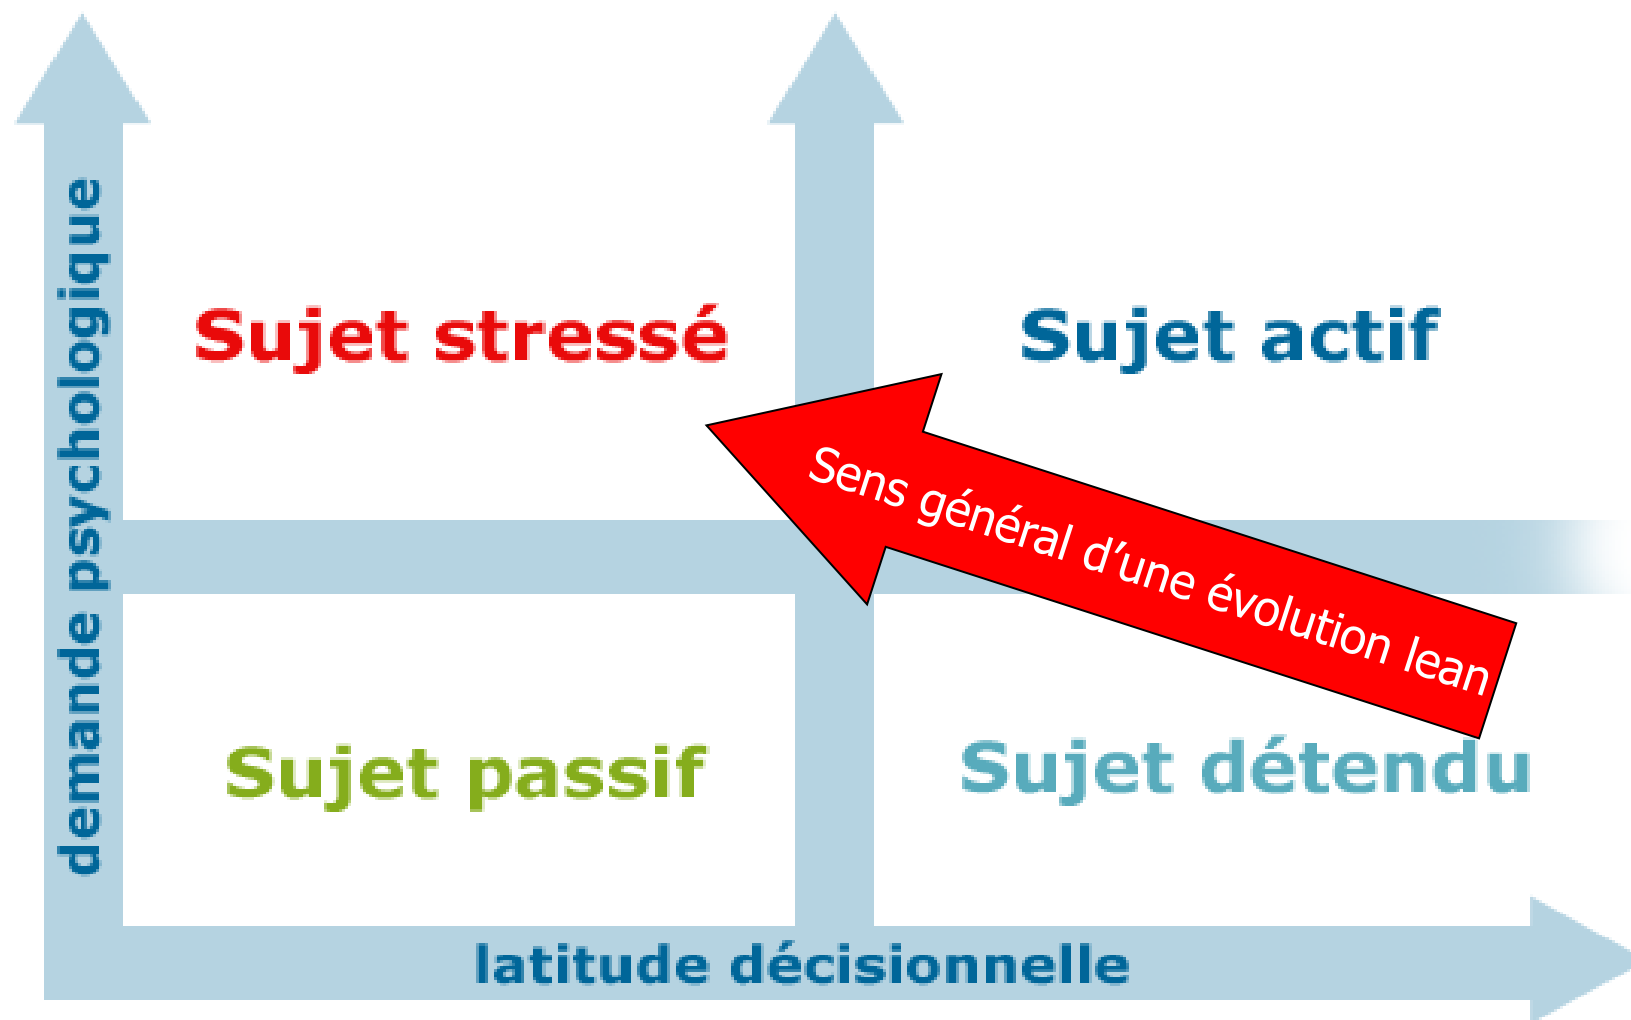 demande psychologique
Sujet stressé
Sujet actif
Sens général d’une évolution lean
Sujet passif
Sujet détendu
latitude décisionnelle